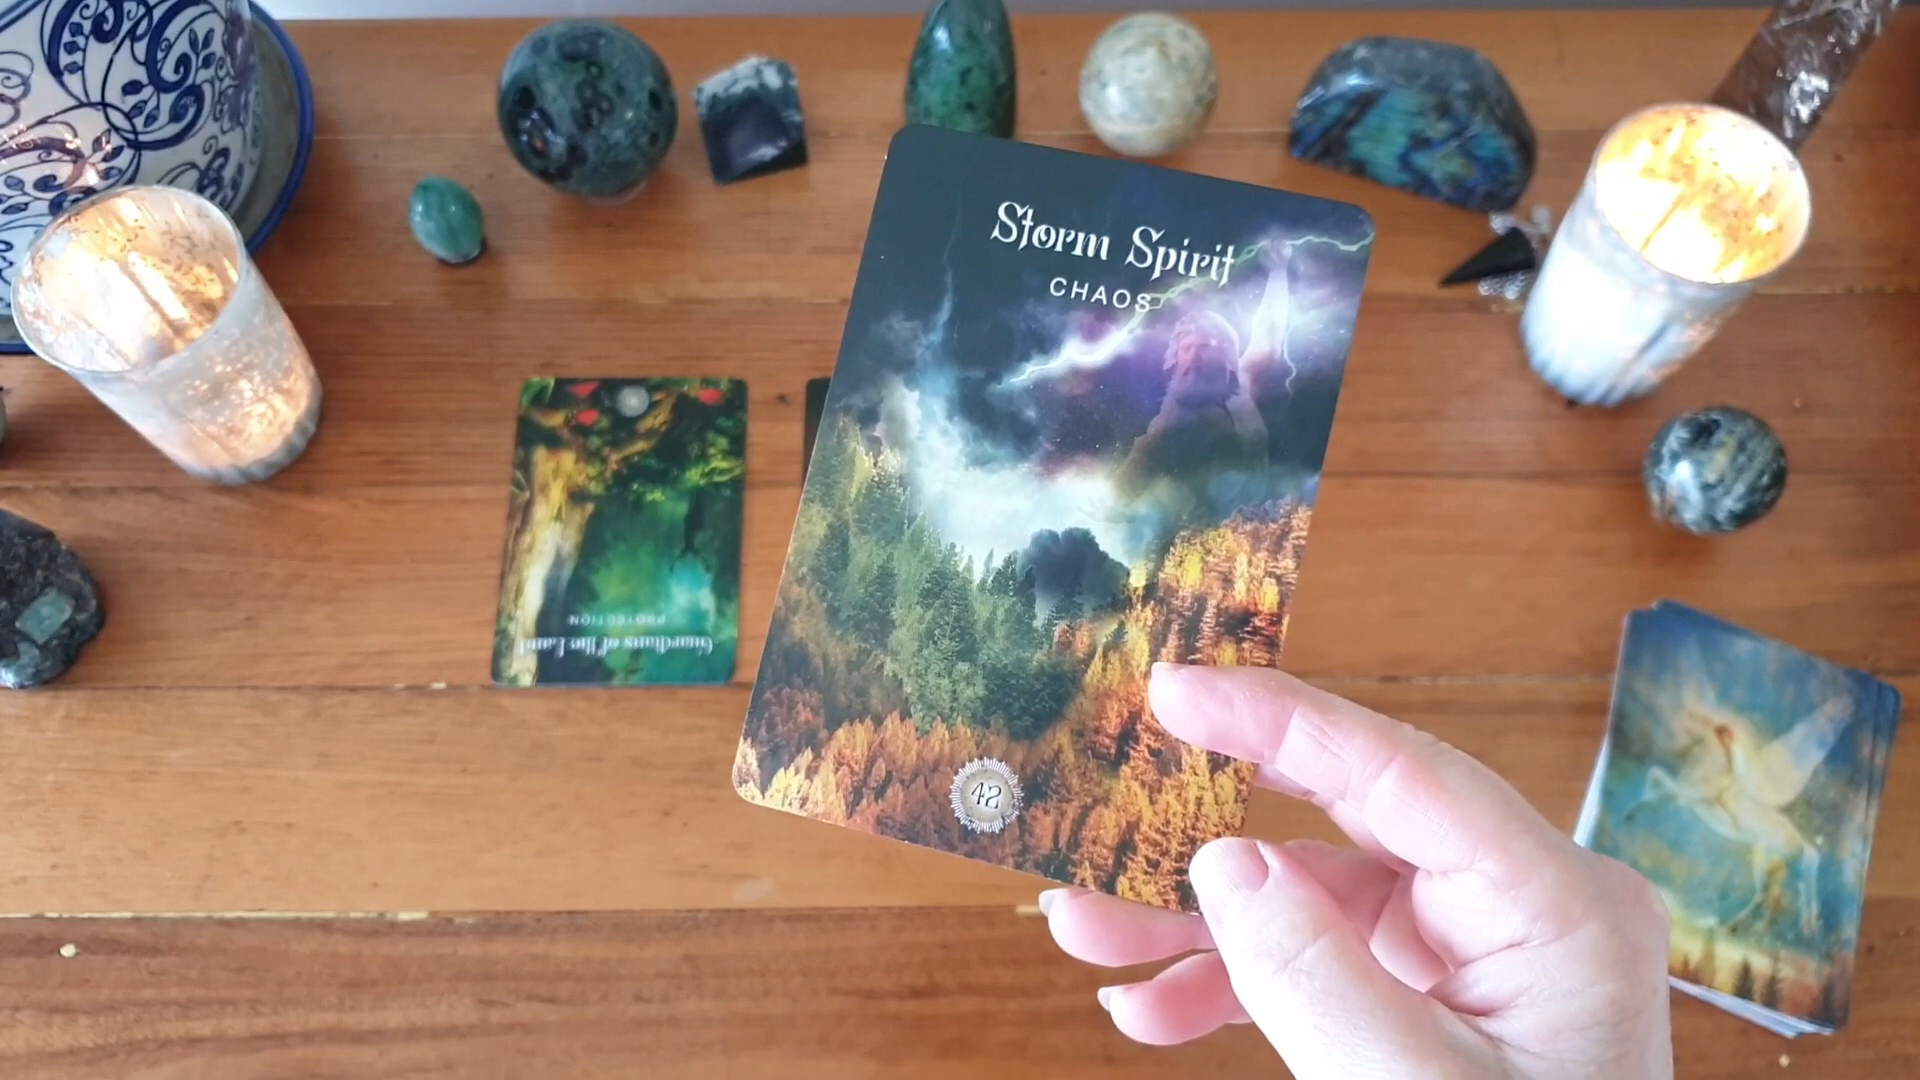 Storm Spirit
CHAOS
42
PROTECTION
Guardians of the Land